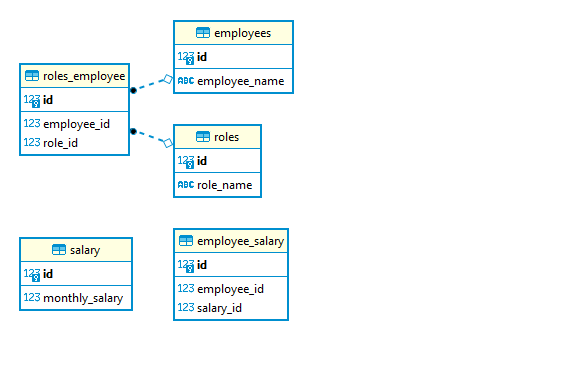 employees
123 id
ABC employee_name
roles_employee
123 id
123 employee_id
123 role_id
roles
123 id
ABC role_name
salary
123 id
123 monthly_salary
employee_salary
123 id
123 employee_id
123 salary_id